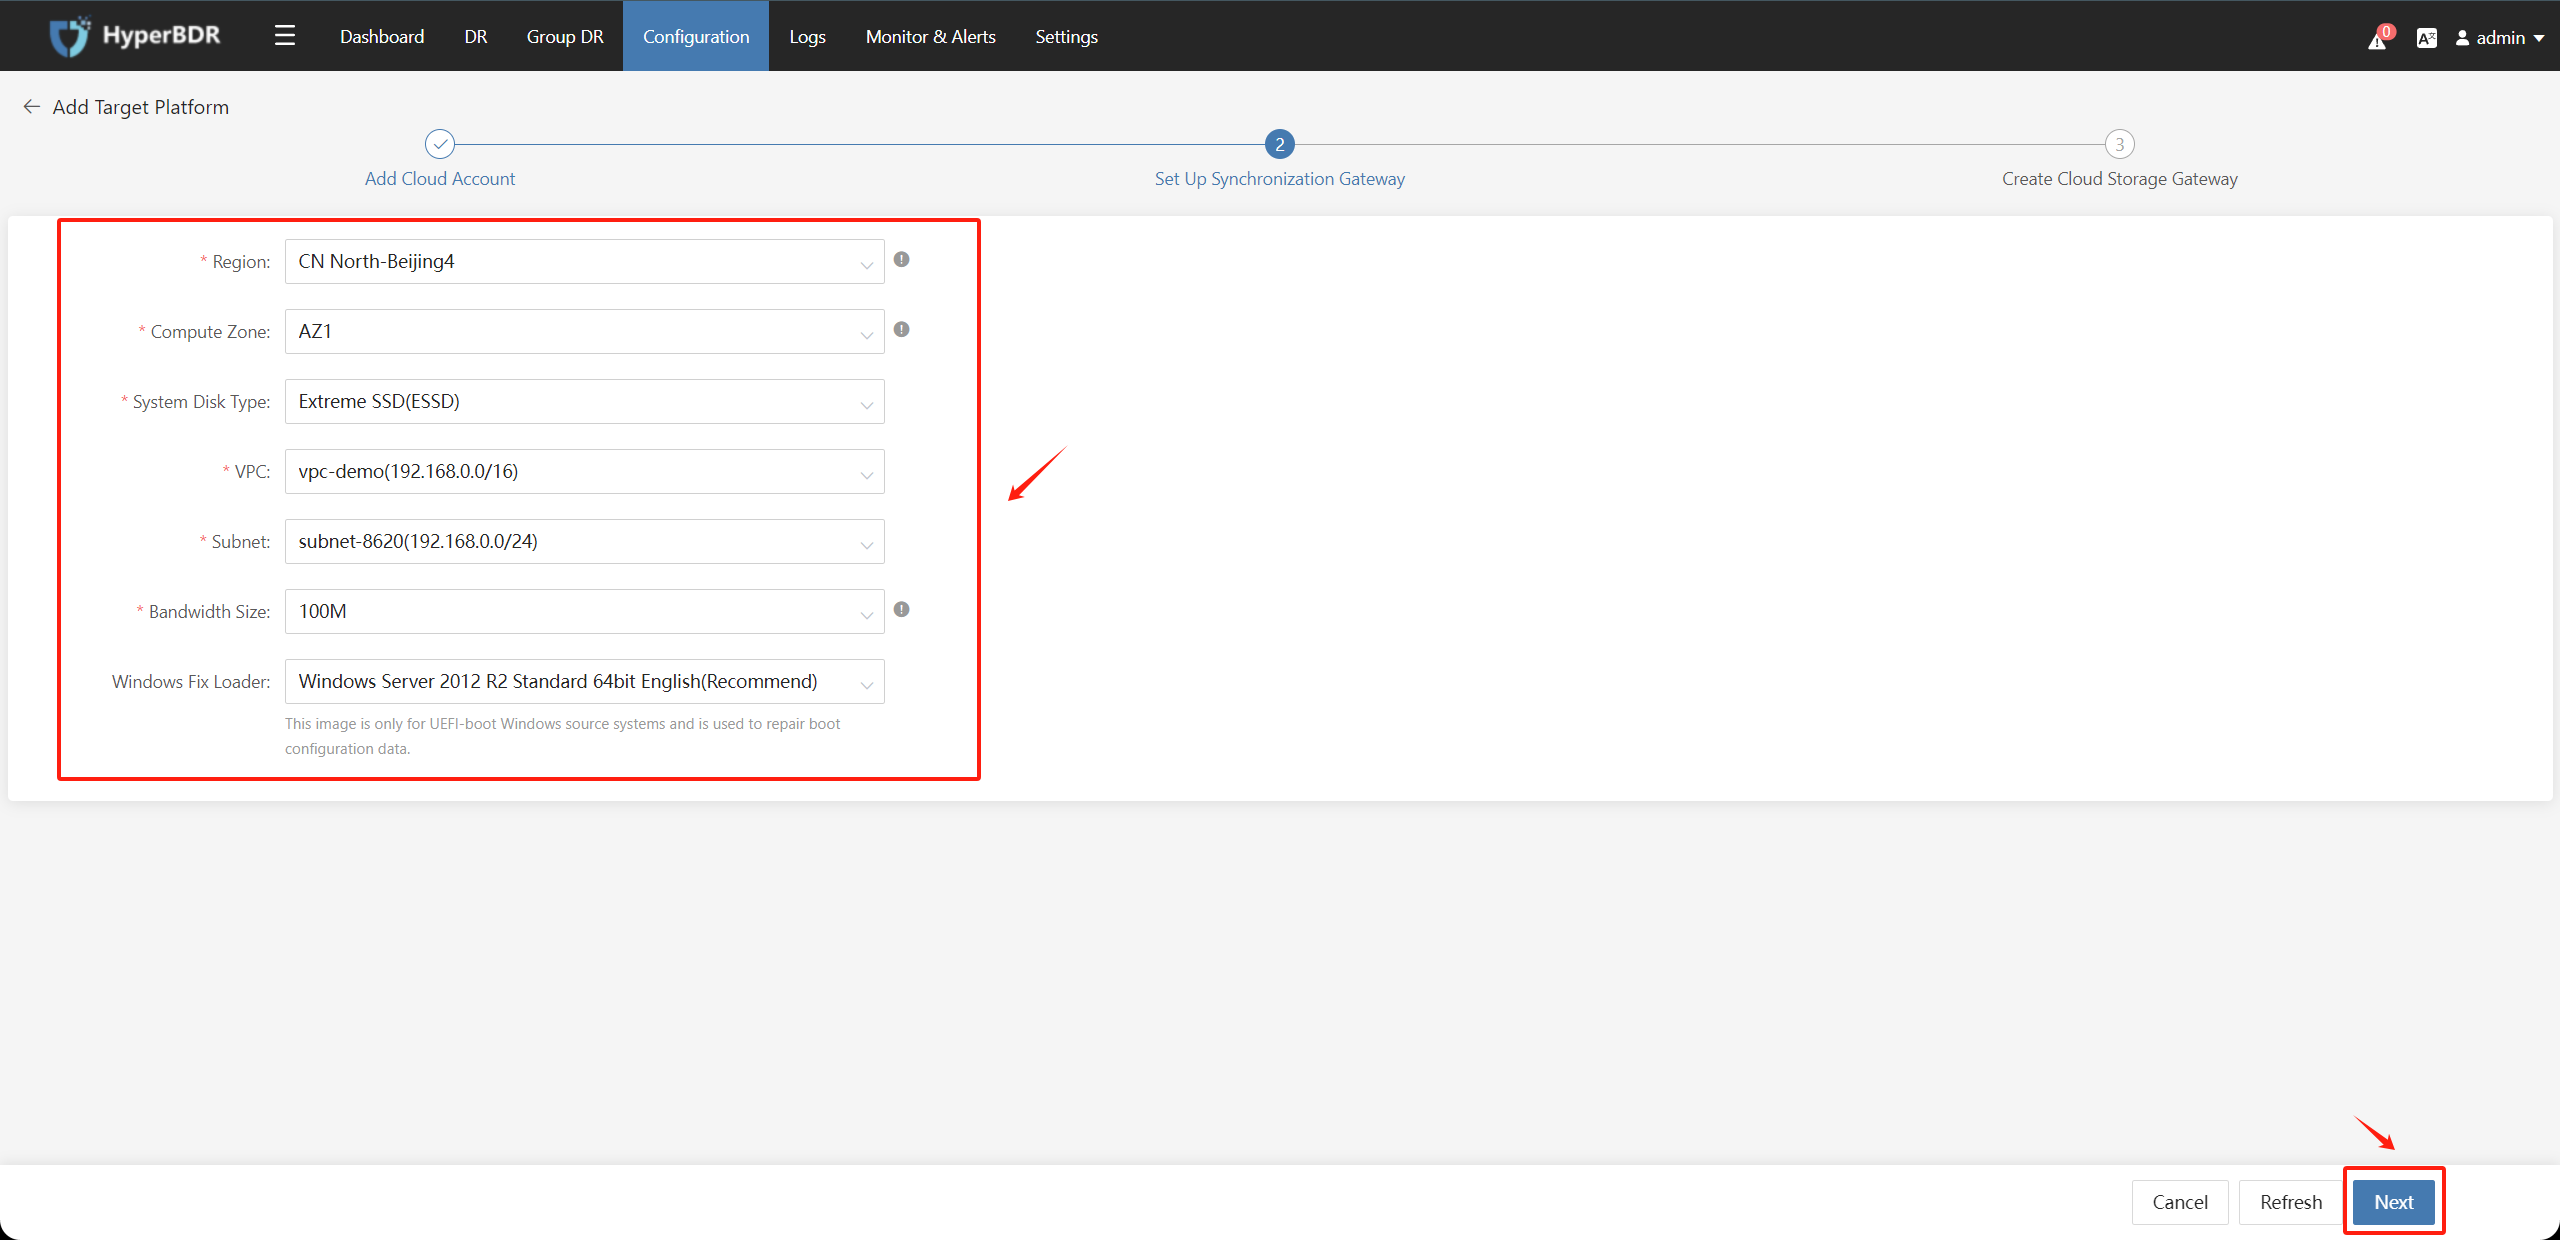 HyperBDR
Dashboard DR Group DR Configuration Logs Monitor & Alerts Settings 0 A admin
Add Target Platform
2 3
Add Cloud Account Set Up Synchronization Gateway Create Cloud Storage Gateway
* Region: CN North-Beijing4
* Compute Zone: AZ1
* System Disk Type: Extreme SSD(ESSD)
* VPC: vpc-demo(192.168.0.0/16)
* Subnet: subnet-8620(192.168.0.0/24)
* Bandwidth Size: 100M
Windows Fix Loader: Windows Server 2012 R2 Standard 64bit English(Recommend)
This image is only for UEFI-boot Windows source systems and is used to repair boot
configuration data.
Cancel Refresh Next